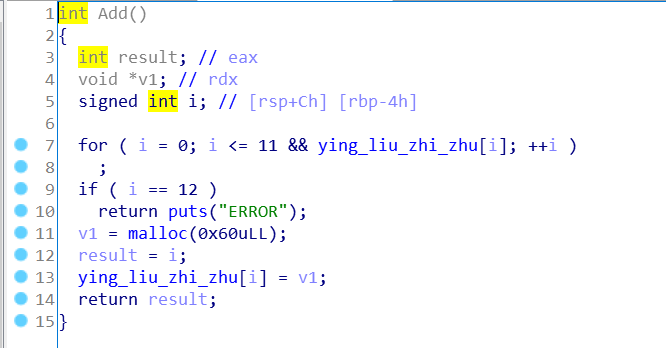 1 int Add()
2 {
3   int result; // eax
4   void *v1; // rdx
5   signed int i; // [rsp+Ch] [rbp-4h]
6
7   for ( i = 0; i <= 11 && ying_liu_zhi_zhu[i]; ++i )
8     ;
9   if ( i == 12 )
10     return puts("ERROR");
11   v1 = malloc(0x60uLL);
12   result = i;
13   ying_liu_zhi_zhu[i] = v1;
14   return result;
15 }